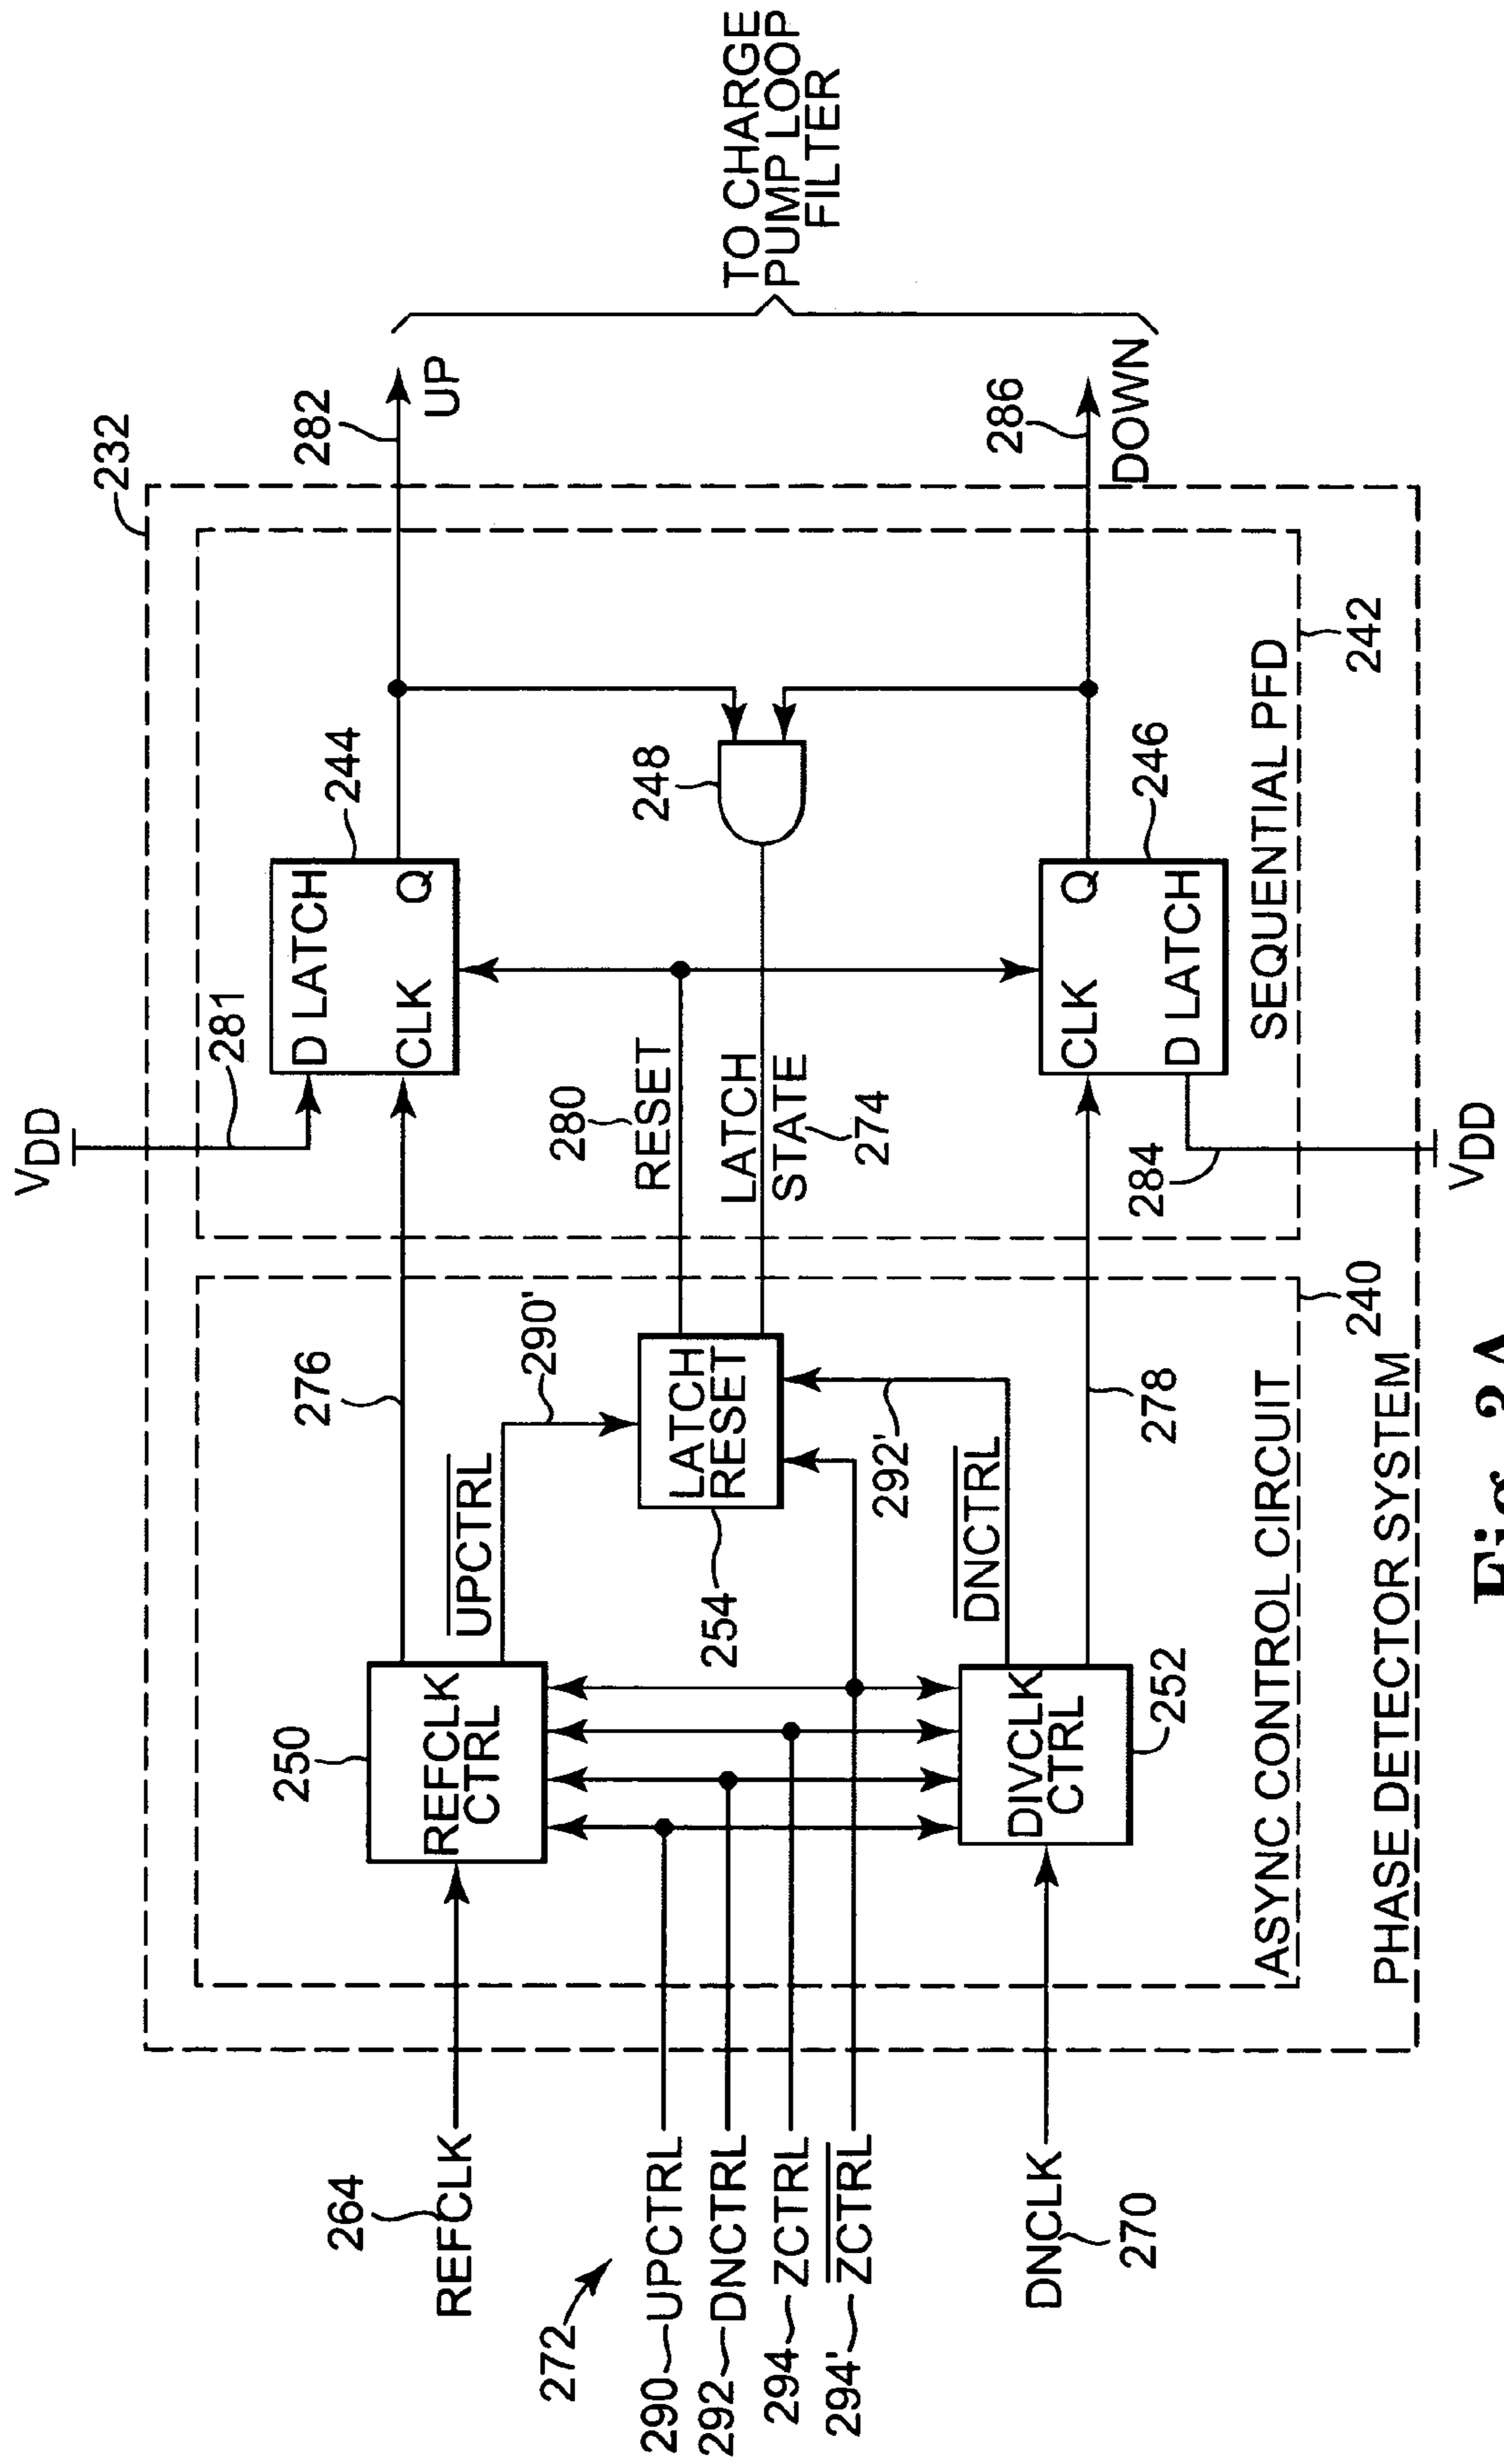 232
V DD
281
282
UP
244
D LATCH
CLK Q
276
290'
280
RESET
LATCH
STATE
274
248
TO CHARGE
PUMP LOOP
FILTER
264
REFCLK
250
REFCLK
CTRL
UPCTRL
254
LATCH
RESET
272
290 UPCTRL
292 DNCTRL
294 ZCTRL
294' ZCTRL
292'
DNCTRL
286
DOWN
246
CLK Q
D LATCH
284
278
DNCLK
270
DIVCLK
CTRL
252
SEQUENTIAL PFD
242
ASYNC CONTROL CIRCUIT
240
PHASE DETECTOR SYSTEM
V DD